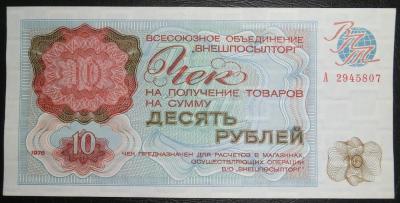 ВСЕСОЮЗНОЕ ОБЪЕДИНЕНИЕ
„ВНЕШПОСЫЛТОРГ"
ВПТ
Чек
А 2945807
10
НА ПОЛУЧЕНИЕ ТОВАРОВ
НА СУММУ
ДЕСЯТЬ
РУБЛЕЙ
10
1976
ЧЕК ПРЕДНАЗНАЧЕН ДЛЯ РАСЧЕТОВ В МАГАЗИНАХ,
ОСУЩЕСТВЛЯЮЩИХ ОПЕРАЦИИ
В/О „ВНЕШПОСЫЛТОРГ"